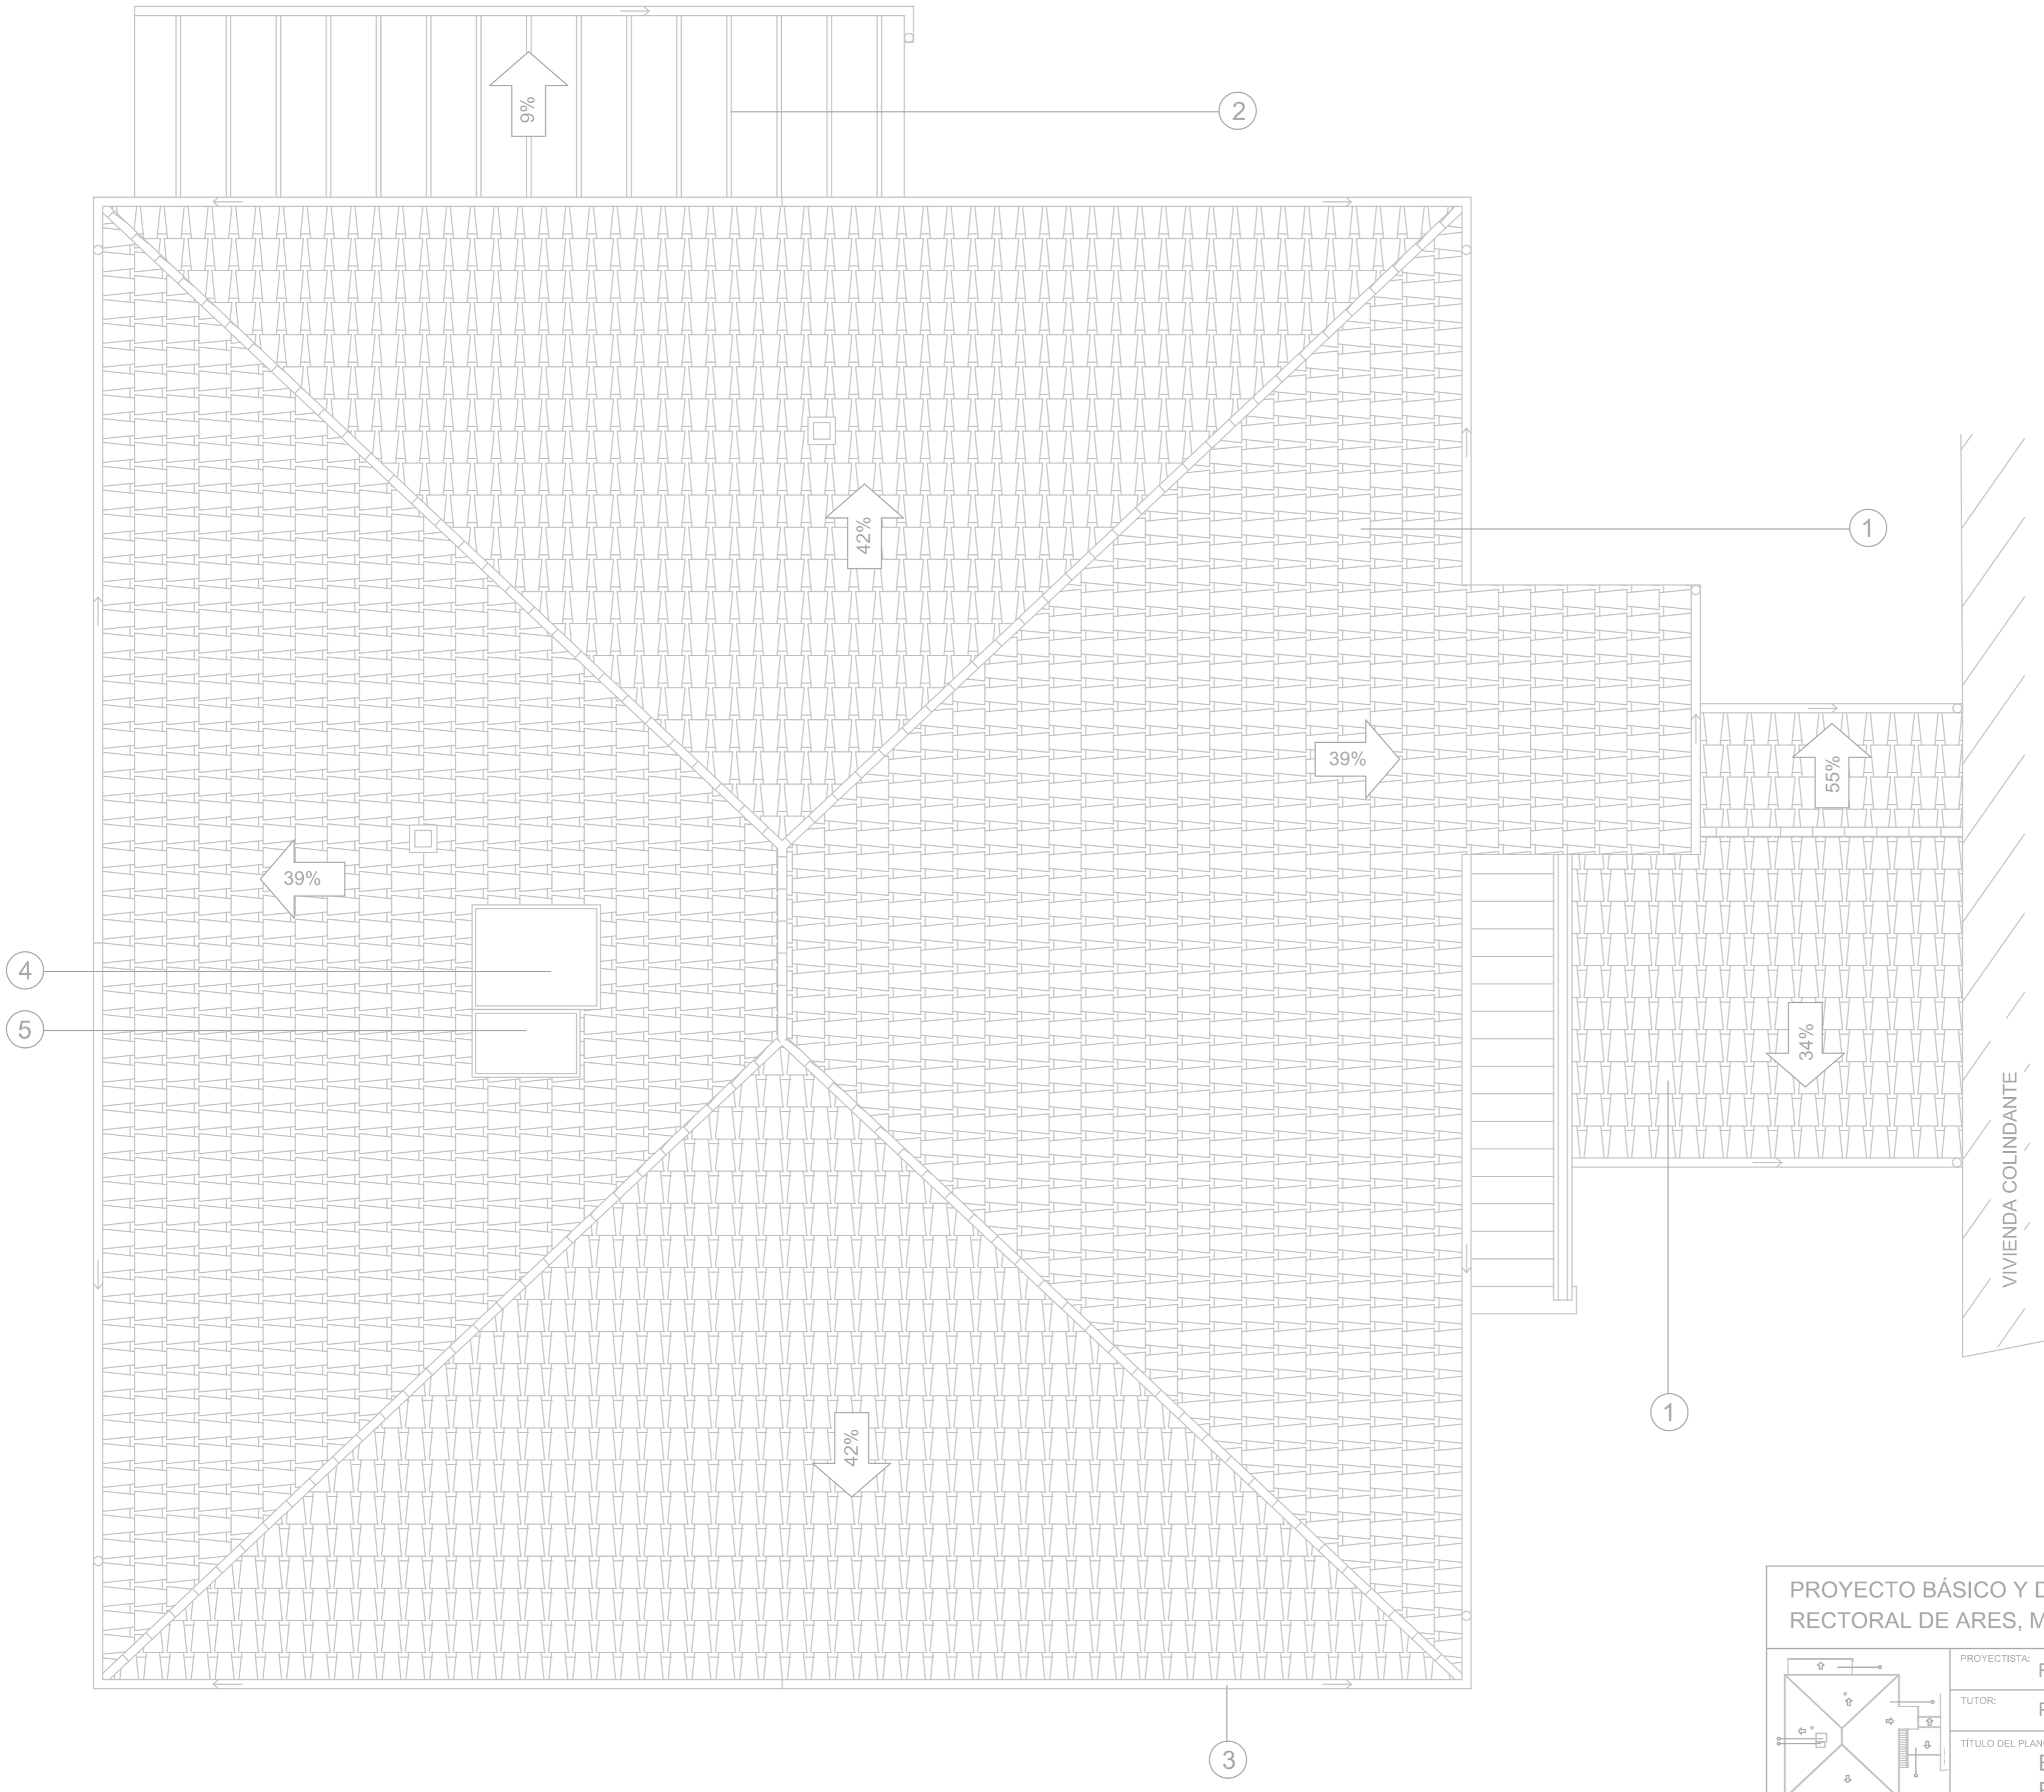 9%
2
42%
1
39%
55%
39%
4
5
34%
VIVIENDA COLINDANTE
1
42%
3
PROYECTO BÁSICO Y
RECTORAL DE ARES,
PROYECTISTA:
TUTOR:
TÍTULO DEL